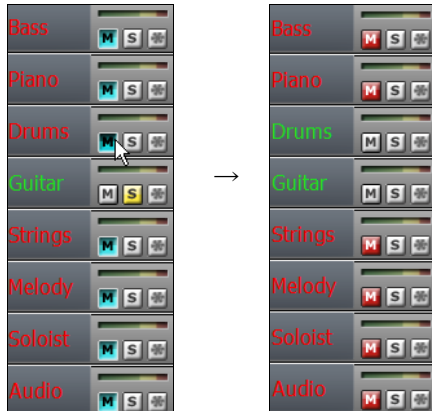 Bass M S Bass M S
Piano M S Piano M S
Drums M S Drums M S
Guitar M S → Guitar M S
Strings M S Strings M S
Melody M S Melody M S
Soloist M S Soloist M S
Audio M S Audio M S